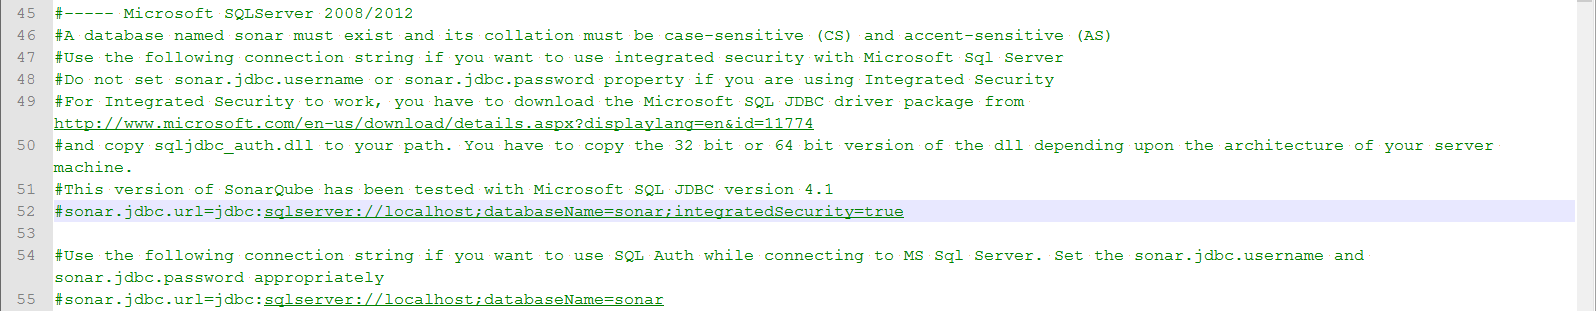 45 #----- Microsoft SQLServer 2008/2012
46 #A database named sonar must exist and its collation must be case-sensitive (CS) and accent-sensitive (AS)
47 #Use the following connection string if you want to use integrated security with Microsoft Sql Server
48 #Do not set sonar.jdbc.username or sonar.jdbc.password property if you are using Integrated Security
49 #For Integrated Security to work, you have to download the Microsoft SQL JDBC driver package from
http://www.microsoft.com/en-us/download/details.aspx?displaylang=en&id=11774
50 #and copy sqljdbc_auth.dll to your path. You have to copy the 32 bit or 64 bit version of the dll depending upon the architecture of your server
machine.
51 #This version of SonarQube has been tested with Microsoft SQL JDBC version 4.1
52 #sonar.jdbc.url=jdbc:sqlserver://localhost;databaseName=sonar;integratedSecurity=true
53
54 #Use the following connection string if you want to use SQL Auth while connecting to MS Sql Server. Set the sonar.jdbc.username and
sonar.jdbc.password appropriately
55 #sonar.jdbc.url=jdbc:sqlserver://localhost;databaseName=sonar